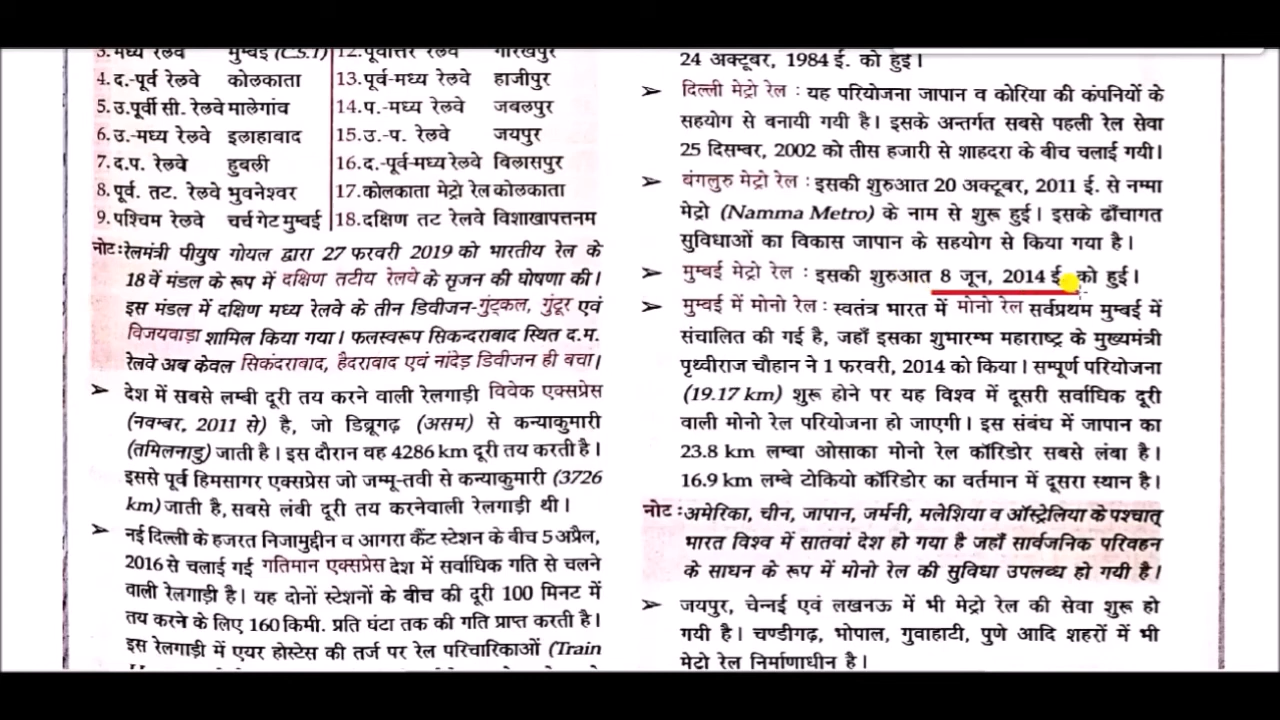 3. मध्य रेलवे मुम्बई (C.S.T) 12. पूर्वोत्तर रेलवे गोरखपुर
4. द.-पूर्व रेलवे कोलकाता 13. पूर्व-मध्य रेलवे हाजीपुर
5. उ.पूर्वी सी. रेलवे मालेगांव 14. प.-मध्य रेलवे जबलपुर
6. उ.-मध्य रेलवे इलाहाबाद 15. उ.-प. रेलवे जयपुर
7. द.प. रेलवे हुबली 16. द.-पूर्व-मध्य रेलवे विलासपुर
8. पूर्व. तट. रेलवे भुवनेश्वर 17. कोलकाता मेट्रो रेल कोलकाता
9. पश्चिम रेलवे चर्च गेट मुम्बई 18. दक्षिण तट रेलवे विशाखापत्तनम
नोट: रेलमंत्री पीयुष गोयल द्वारा 27 फरवरी 2019 को भारतीय रेल के
18वें मंडल के रूप में दक्षिण तटीय रेलवे के सृजन की घोषणा की।
इस मंडल में दक्षिण मध्य रेलवे के तीन डिवीजन-गुंट्कल, गुंटूर एवं
विजयवाड़ा शामिल किया गया। फलस्वरूप सिकन्दराबाद स्थित द.म.
रेलवे अब केवल सिकंदराबाद, हैदराबाद एवं नांदेड़ डिवीजन ही बचा।
➢ देश में सबसे लम्बी दूरी तय करने वाली रेलगाड़ी विवेक एक्सप्रेस
(नवम्बर, 2011 से) है, जो डिब्रूगढ़ (असम) से कन्याकुमारी
(तमिलनाडु) जाती है। इस दौरान वह 4286 km दूरी तय करती है।
इससे पूर्व हिमसागर एक्सप्रेस जो जम्मू-तवी से कन्याकुमारी (3726
km) जाती है, सबसे लंबी दूरी तय करनेवाली रेलगाड़ी थी।
➢ नई दिल्ली के हजरत निजामुद्दीन व आगरा कैंट स्टेशन के बीच 5 अप्रैल,
2016 से चलाई गई गतिमान एक्सप्रेस देश में सर्वाधिक गति से चलने
वाली रेलगाड़ी है। यह दोनों स्टेशनों के बीच की दूरी 100 मिनट में
तय करने के लिए 160 किमी. प्रति घंटा तक की गति प्राप्त करती है।
इस रेलगाड़ी में एयर होस्टेस की तर्ज पर रेल परिचारिकाओं (Train
24 अक्टूबर, 1984 ई. को हुई।
➢ दिल्ली मेट्रो रेल : यह परियोजना जापान व कोरिया की कंपनियों के
सहयोग से बनायी गयी है। इसके अन्तर्गत सबसे पहली रेल सेवा
25 दिसम्बर, 2002 को तीस हजारी से शाहदरा के बीच चलाई गयी।
➢ बंगलुरु मेट्रो रेल : इसकी शुरुआत 20 अक्टूबर, 2011 ई. से नम्मा
मेट्रो (Namma Metro) के नाम से शुरू हुई। इसके ढाँचागत
सुविधाओं का विकास जापान के सहयोग से किया गया है।
➢ मुम्बई मेट्रो रेल : इसकी शुरुआत 8 जून, 2014 ई. को हुई।
➢ मुम्बई में मोनो रेल : स्वतंत्र भारत में मोनो रेल सर्वप्रथम मुम्बई में
संचालित की गई है, जहाँ इसका शुभारम्भ महाराष्ट्र के मुख्यमंत्री
पृथ्वीराज चौहान ने 1 फरवरी, 2014 को किया। सम्पूर्ण परियोजना
(19.17 km) शुरू होने पर यह विश्व में दूसरी सर्वाधिक दूरी
वाली मोनो रेल परियोजना हो जाएगी। इस संबंध में जापान का
23.8 km लम्बा ओसाका मोनो रेल कॉरिडोर सबसे लंबा है।
16.9 km लम्बे टोकियो कॉरिडोर का वर्तमान में दूसरा स्थान है।
नोट : अमेरिका, चीन, जापान, जर्मनी, मलेशिया व ऑस्ट्रेलिया के पश्चात्
भारत विश्व में सातवां देश हो गया है जहाँ सार्वजनिक परिवहन
के साधन के रूप में मोनो रेल की सुविधा उपलब्ध हो गयी है।
➢ जयपुर, चेन्नई एवं लखनऊ में भी मेट्रो रेल की सेवा शुरू हो
गयी है। चण्डीगढ़, भोपाल, गुवाहाटी, पुणे आदि शहरों में भी
मेट्रो रेल निर्माणाधीन है।